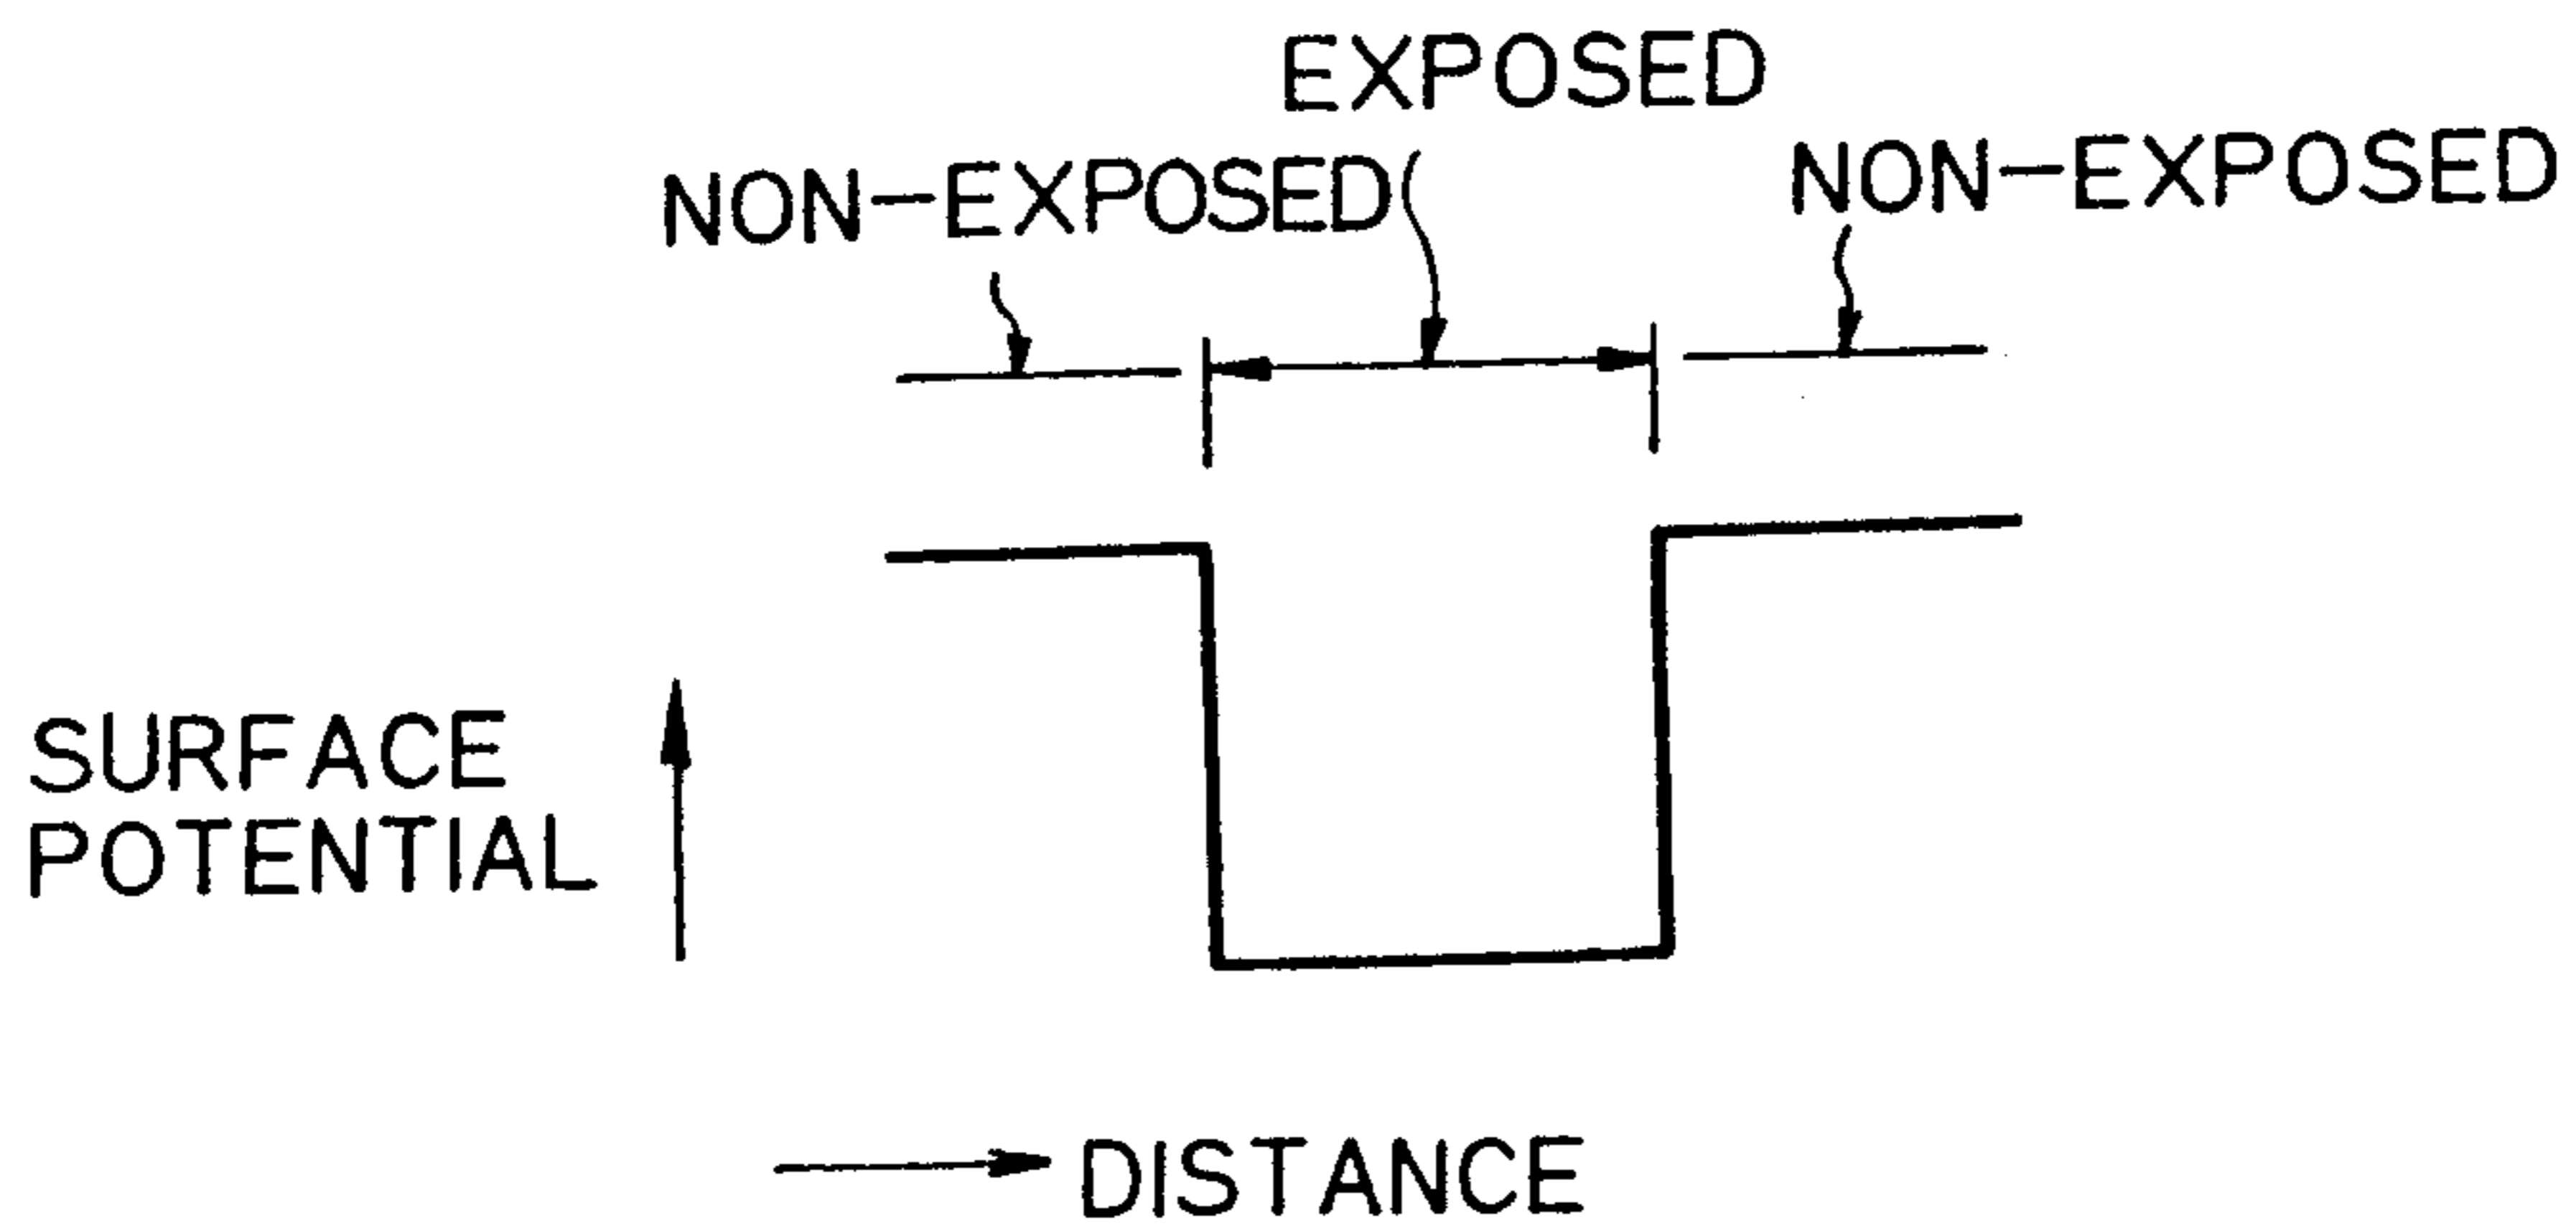 EXPOSED
NON-EXPOSED
NON-EXPOSED
SURFACE
POTENTIAL
DISTANCE